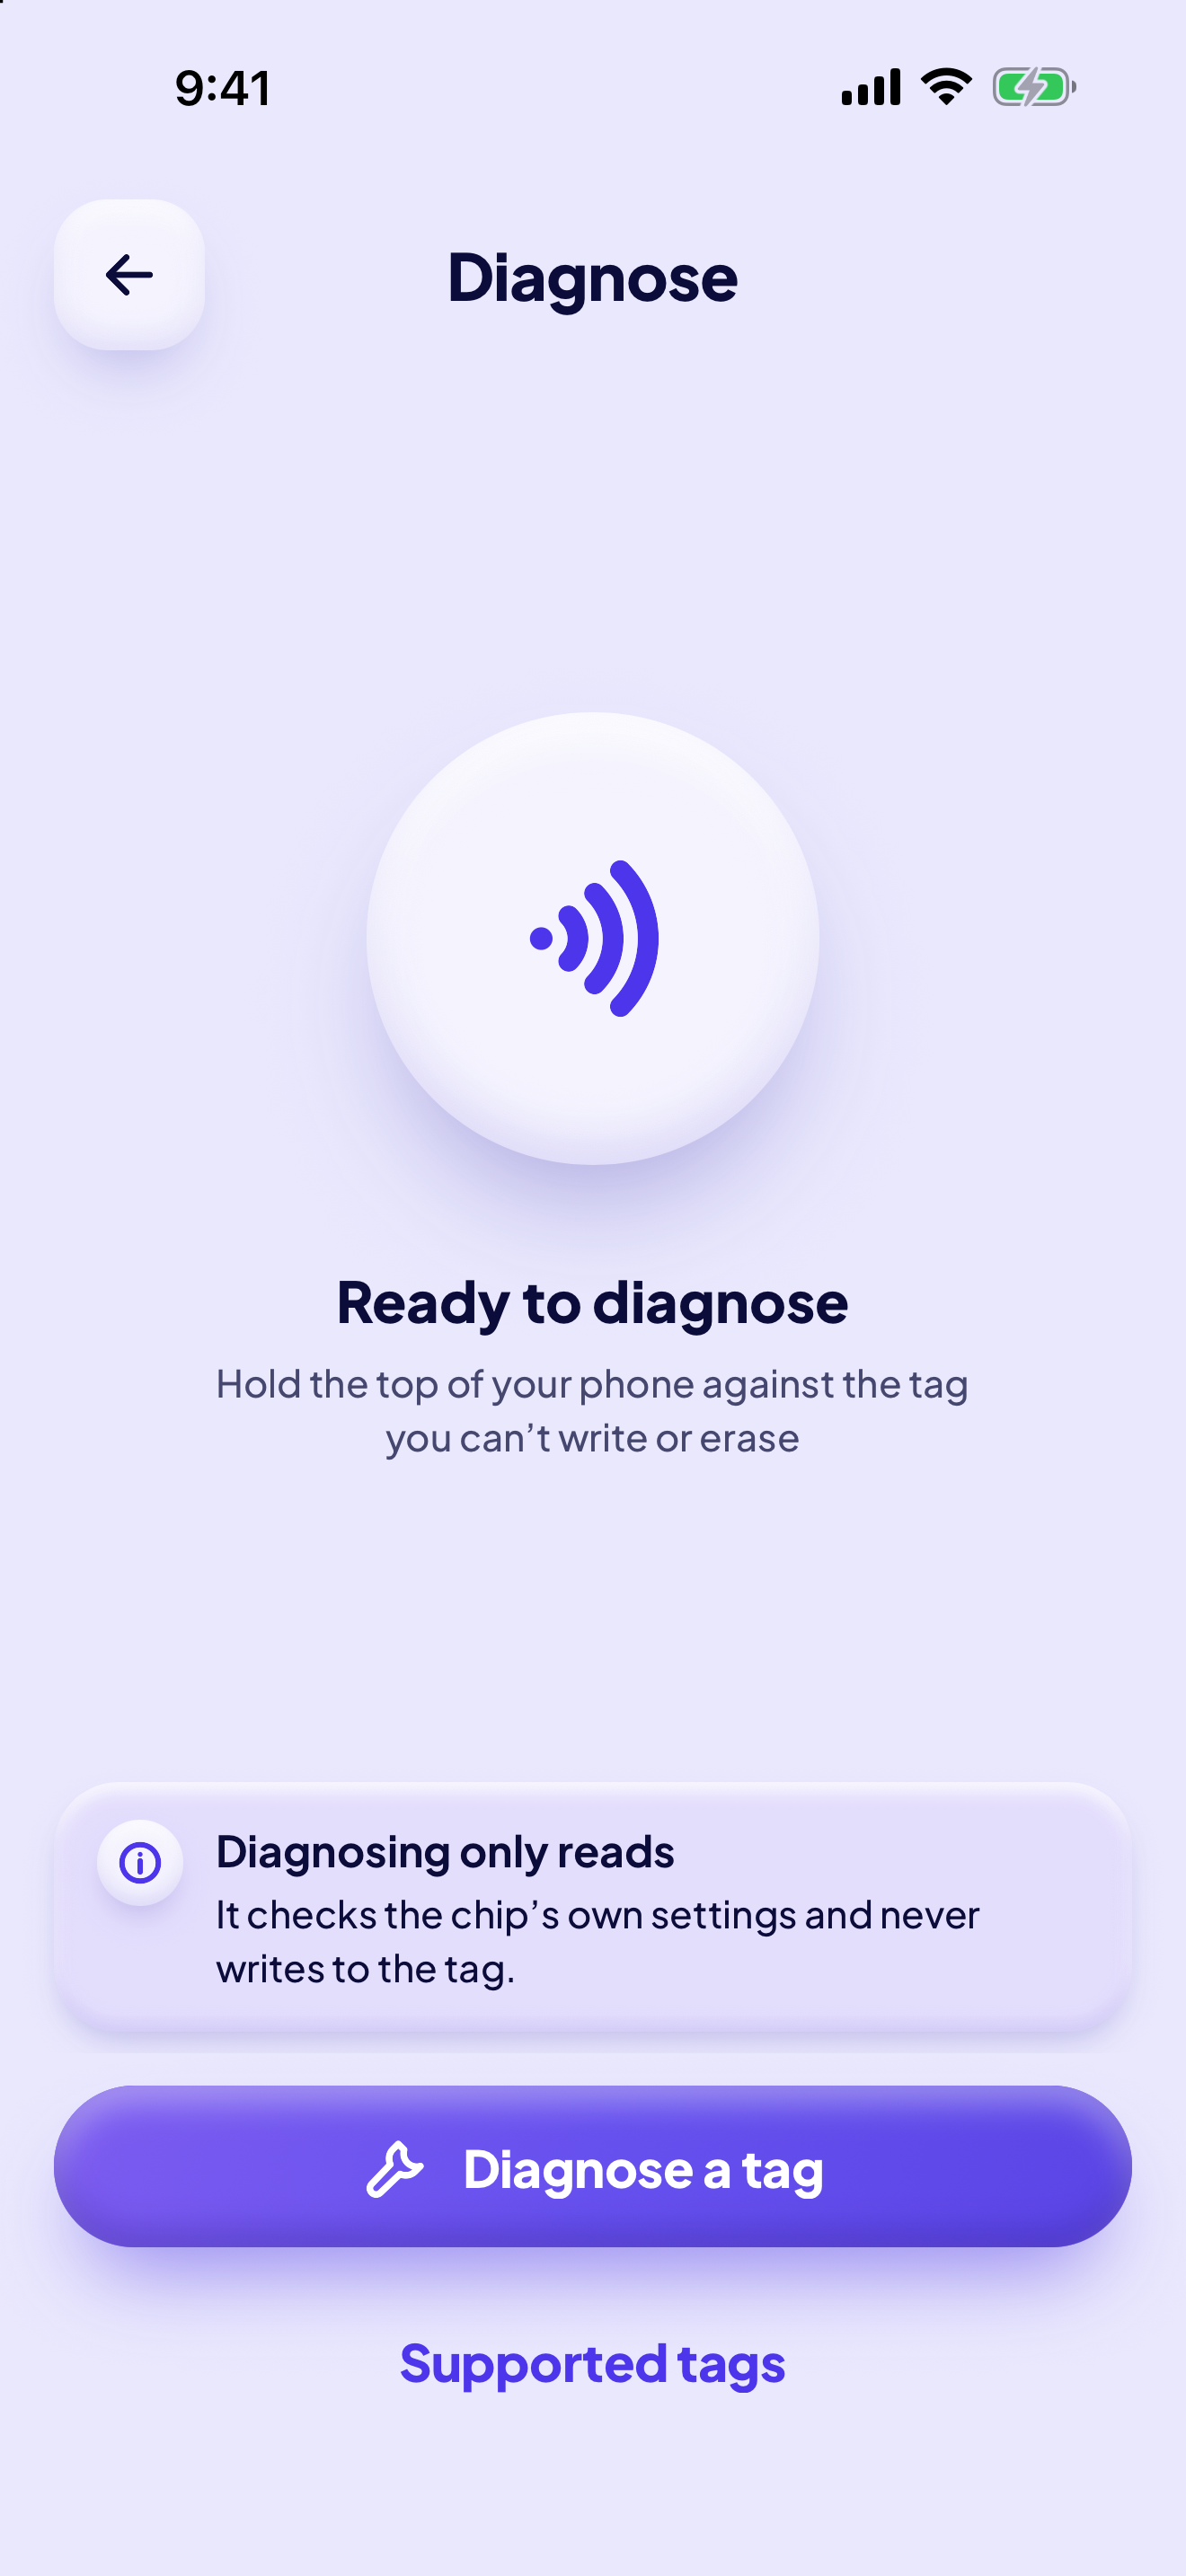 9:41
Diagnose
Ready to diagnose
Hold the top of your phone against the tag
you can’t write or erase
Diagnosing only reads
It checks the chip’s own settings and never
writes to the tag.
Diagnose a tag
Supported tags